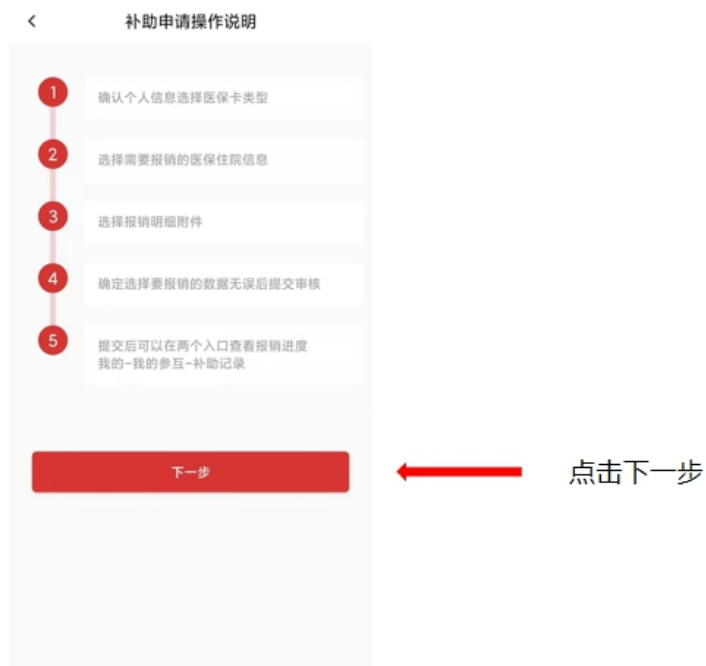 补助申请操作说明
1
确认个人信息选择医保卡类型
2
选择需要报销的医保住院信息
3
选择报销明细附件
4
确定选择要报销的数据无误后提交审核
5
提交后可以在两个入口查看报销进度
我的-我的参互-补助记录
下一步
点击下一步